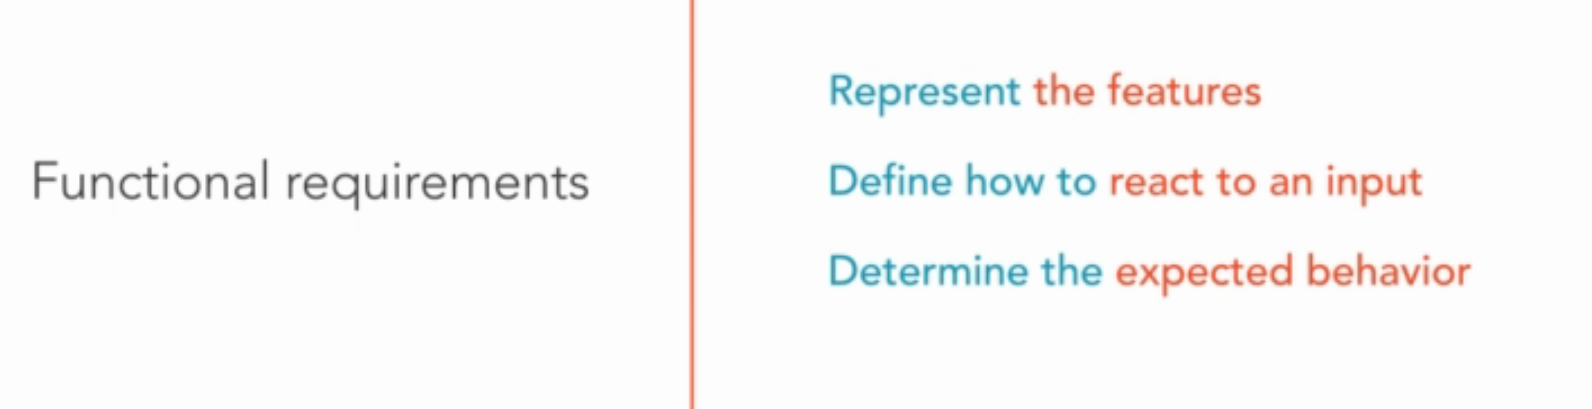 Functional requirements
Represent the features
Define how to react to an input
Determine the expected behavior